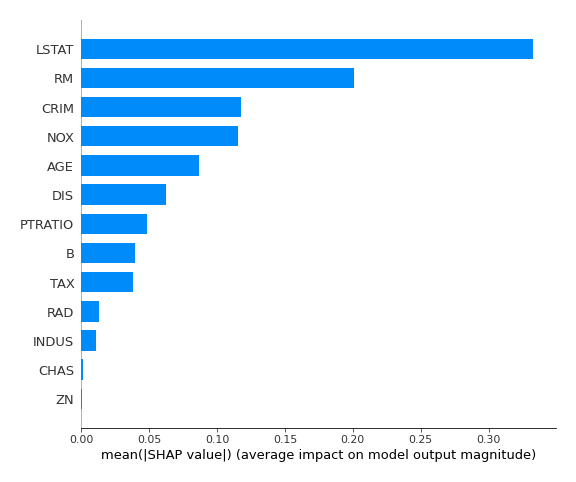 LSTAT
RM
CRIM
NOX
AGE
DIS
PTRATIO
B
TAX
RAD
INDUS
CHAS
ZN
0.00 0.05 0.10 0.15 0.20 0.25 0.30
mean(|SHAP value|) (average impact on model output magnitude)